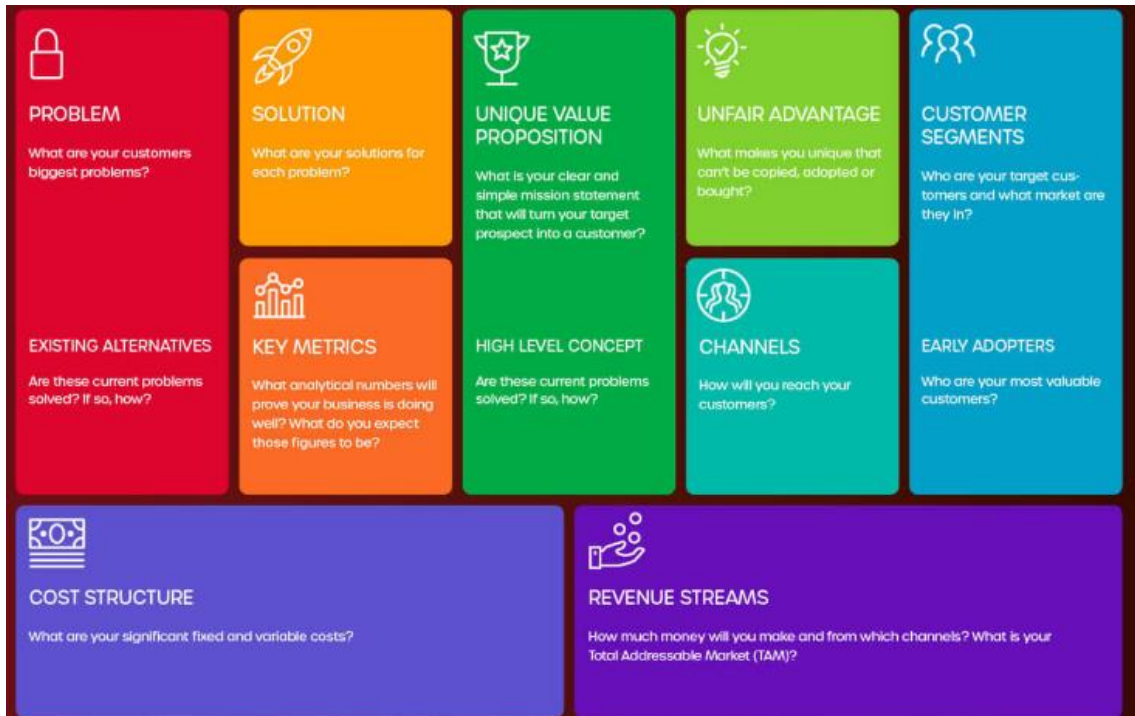 PROBLEM
What are your customers
biggest problems?
EXISTING ALTERNATIVES
Are these current problems
solved? If so, how?
SOLUTION
What are your solutions for
each problem?
KEY METRICS
What analytical numbers will
prove your business is doing
well? What do you expect
those figures to be?
UNIQUE VALUE
PROPOSITION
What is your clear and
simple mission statement
that will turn your target
prospect into a customer?
HIGH LEVEL CONCEPT
Are these current problems
solved? If so, how?
UNFAIR ADVANTAGE
What makes you unique that
can't be copied, adopted or
bought?
CHANNELS
How will you reach your
customers?
CUSTOMER
SEGMENTS
Who are your target cus-
tomers and what market are
they in?
EARLY ADOPTERS
Who are your most valuable
customers?
COST STRUCTURE
What are your significant fixed and variable costs?
REVENUE STREAMS
How much money will you make and from which channels? What is your
Total Addressable Market (TAM)?